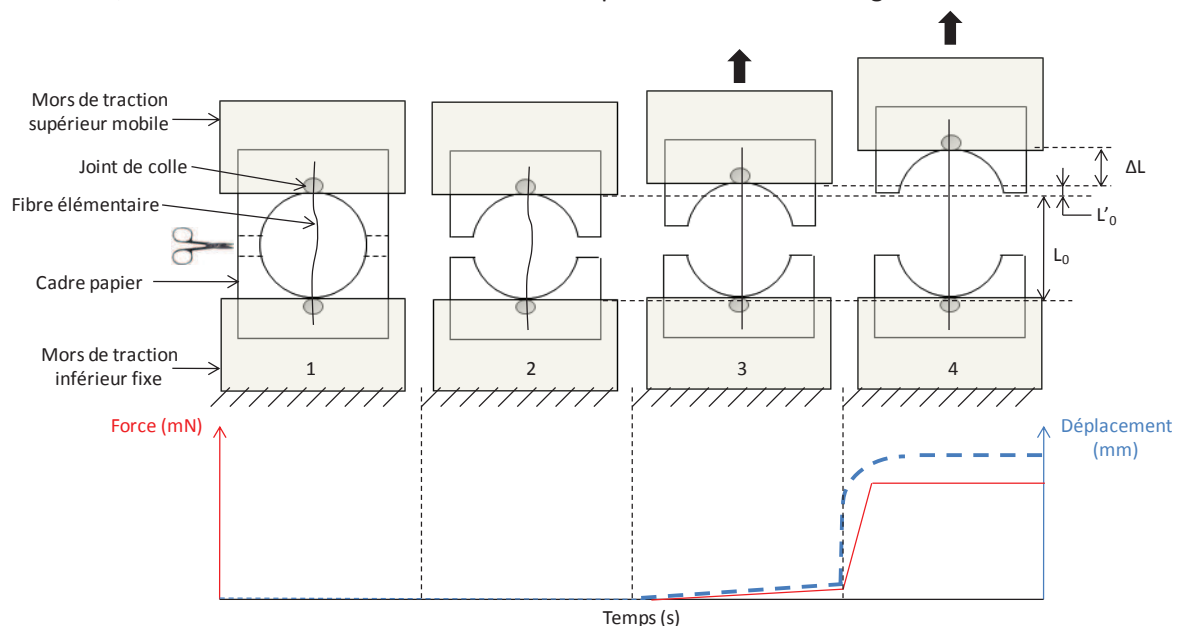 Mors de traction
supérieur mobile
Joint de colle
Fibre élémentaire
Cadre papier
Mors de traction
inférieur fixe
1
2
3
4
ΔL
L'0
L0
Force (mN)
Déplacement
(mm)
Temps (s)